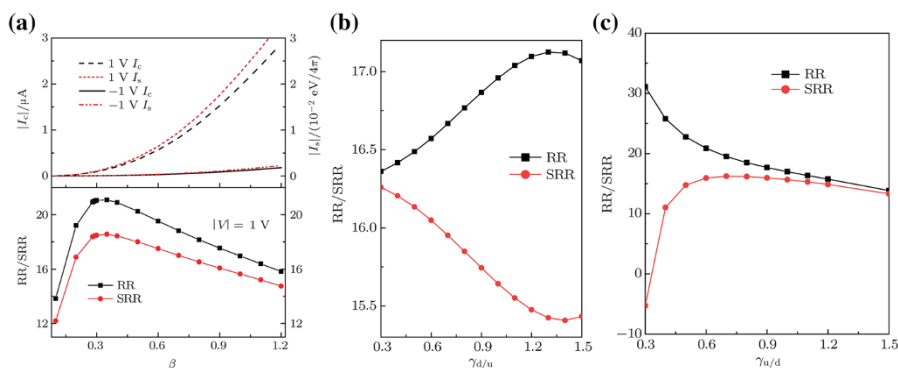 (a)
3
2
1
0
|Ic|/μA
1 V Ic
1 V Is
−1 V Ic
−1 V Is
3
2
1
0
|Is|/(10−2 eV/4π)
20
16
12
RR/SRR
|V| = 1 V
RR
SRR
20
16
12
0.3 0.6 0.9 1.2
β
(b)
17.0
16.5
16.0
15.5
RR/SRR
RR
SRR
0.3 0.6 0.9 1.2 1.5
γd/u
(c)
40
30
20
10
0
−10
RR/SRR
RR
SRR
0.3 0.6 0.9 1.2 1.5
γu/d